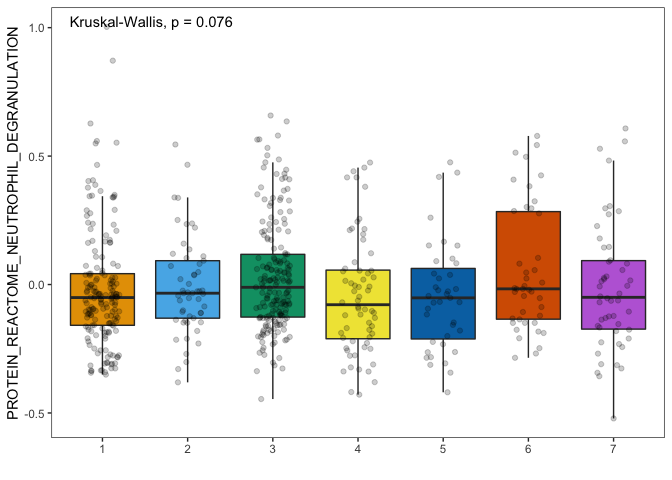 Kruskal-Wallis, p = 0.076
PROTEIN_REACTOME_NEUTROPHIL_DEGRANULATION
1.0
0.5
0.0
-0.5
1 2 3 4 5 6 7